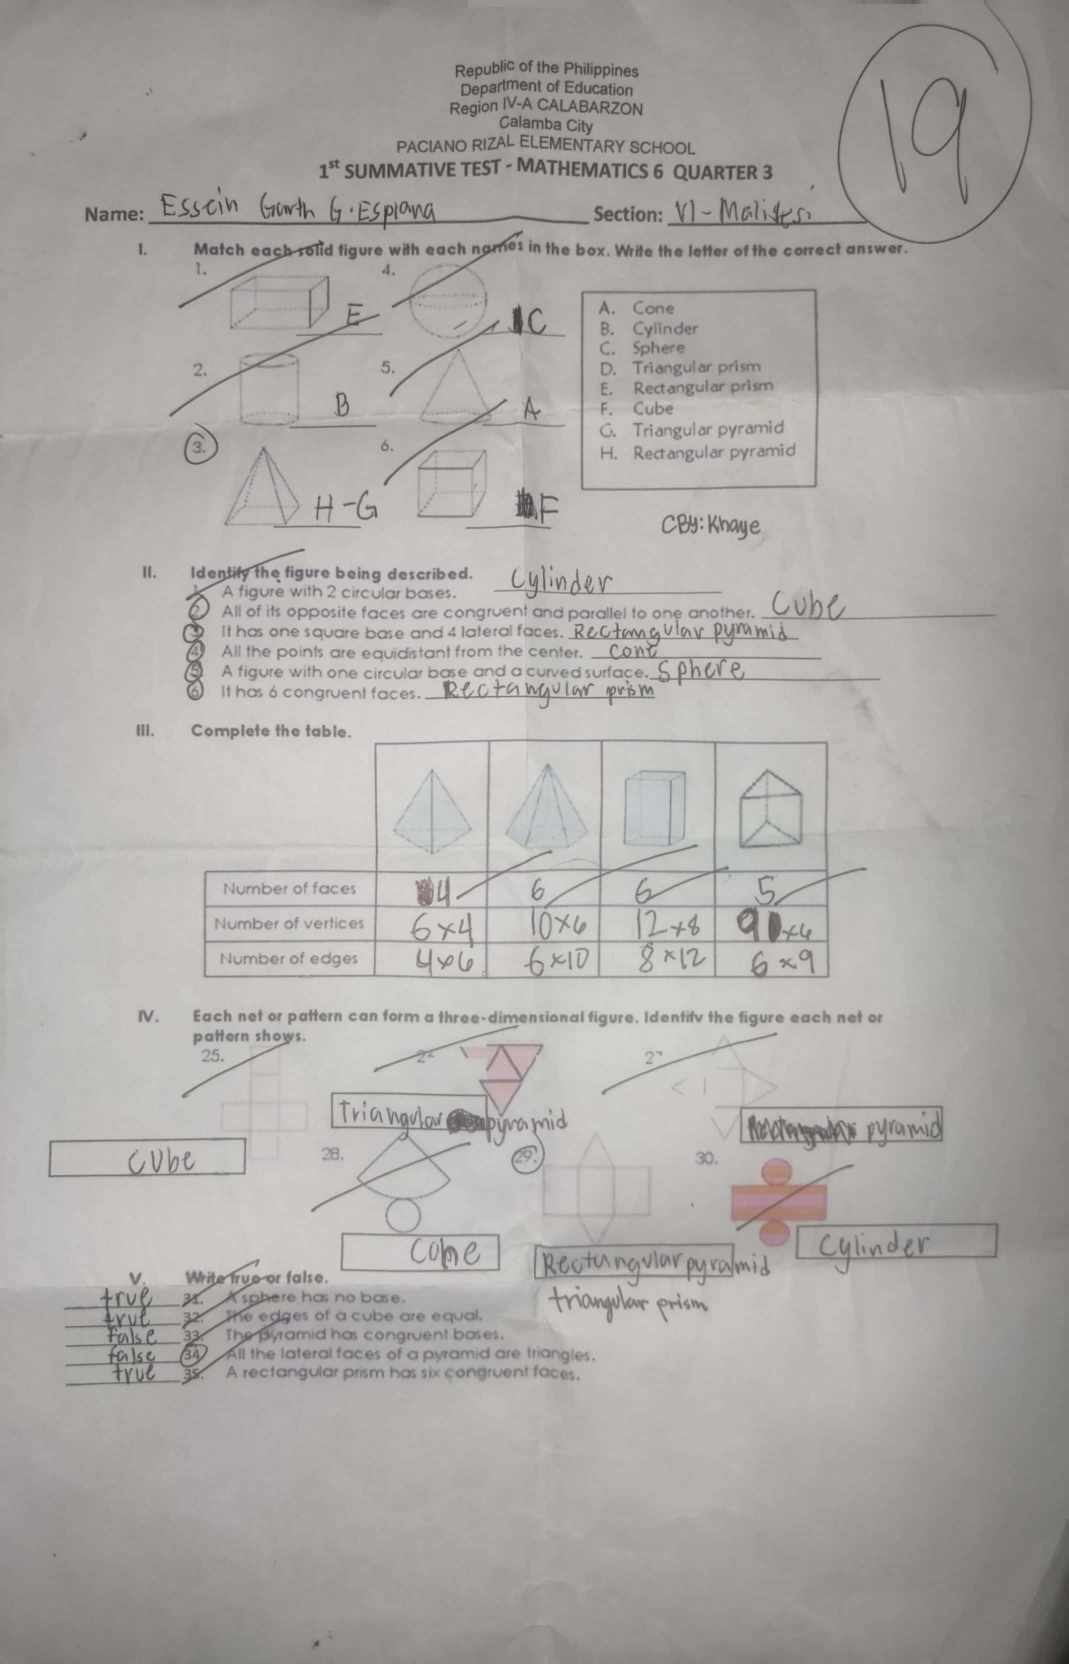 19
Republic of the Philippines
Department of Education
Region IV-A CALABARZON
Calamba City
PACIANO RIZAL ELEMENTARY SCHOOL
1st SUMMATIVE TEST - MATHEMATICS 6 QUARTER 3
Name: Essein Garth G. Esplana Section: VI -
I. Match each solid figure with each names in the box. Write the letter of the correct answer.
1. E 4. C
2. B 5. A
3. H -G 6. F
A. Cone
B. Cylinder
C. Sphere
D. Triangular prism
E. Rectangular prism
F. Cube
G. Triangular pyramid
H. Rectangular pyramid
CBY: Khaye
II. Identify the figure being described.
1. A figure with 2 circular bases. Cylinder
2. All of its opposite faces are congruent and parallel to one another. Cube
3. It has one square base and 4 lateral faces. Rectangular pyramid
4. All the points are equidistant from the center. Cone
5. A figure with one circular base and a curved surface. Sphere
6. It has 6 congruent faces. Rectangular prism
III. Complete the table.
Number of faces 4 6 6 5
Number of vertices 6 x 4 10 x 6 12 x 8 9 x 6
Number of edges 4 x 6 6 x 10 8 x 12 6 x 9
IV. Each net or pattern can form a three-dimensional figure. Identify the figure each net or
pattern shows.
25. 2 2
Triangular pyramid
pyramid
cube
28. 29. 30.
Cone
Rectangular pyramid
Cylinder
triangular prism
V. Write true or false.
true 31. A sphere has no base.
true 32. The edges of a cube are equal.
false 33. The pyramid has congruent bases.
false 34. All the lateral faces of a pyramid are triangles.
true 35. A rectangular prism has six congruent faces.